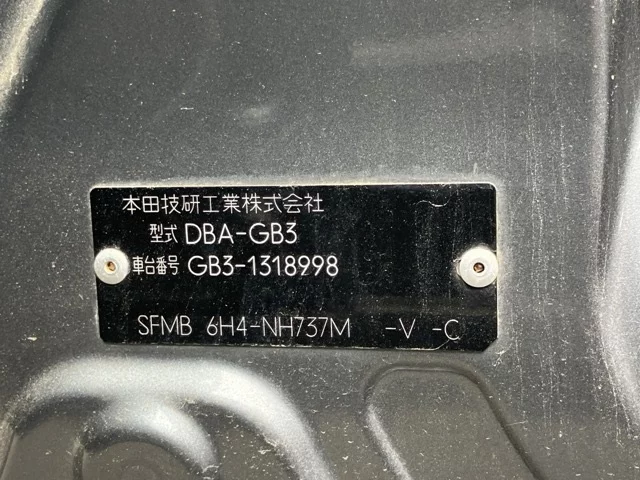 本田技研工業株式会社
型式 DBA-GB3
車台番号 GB3-1318998
SFMB 6H4-NH737M -V -C